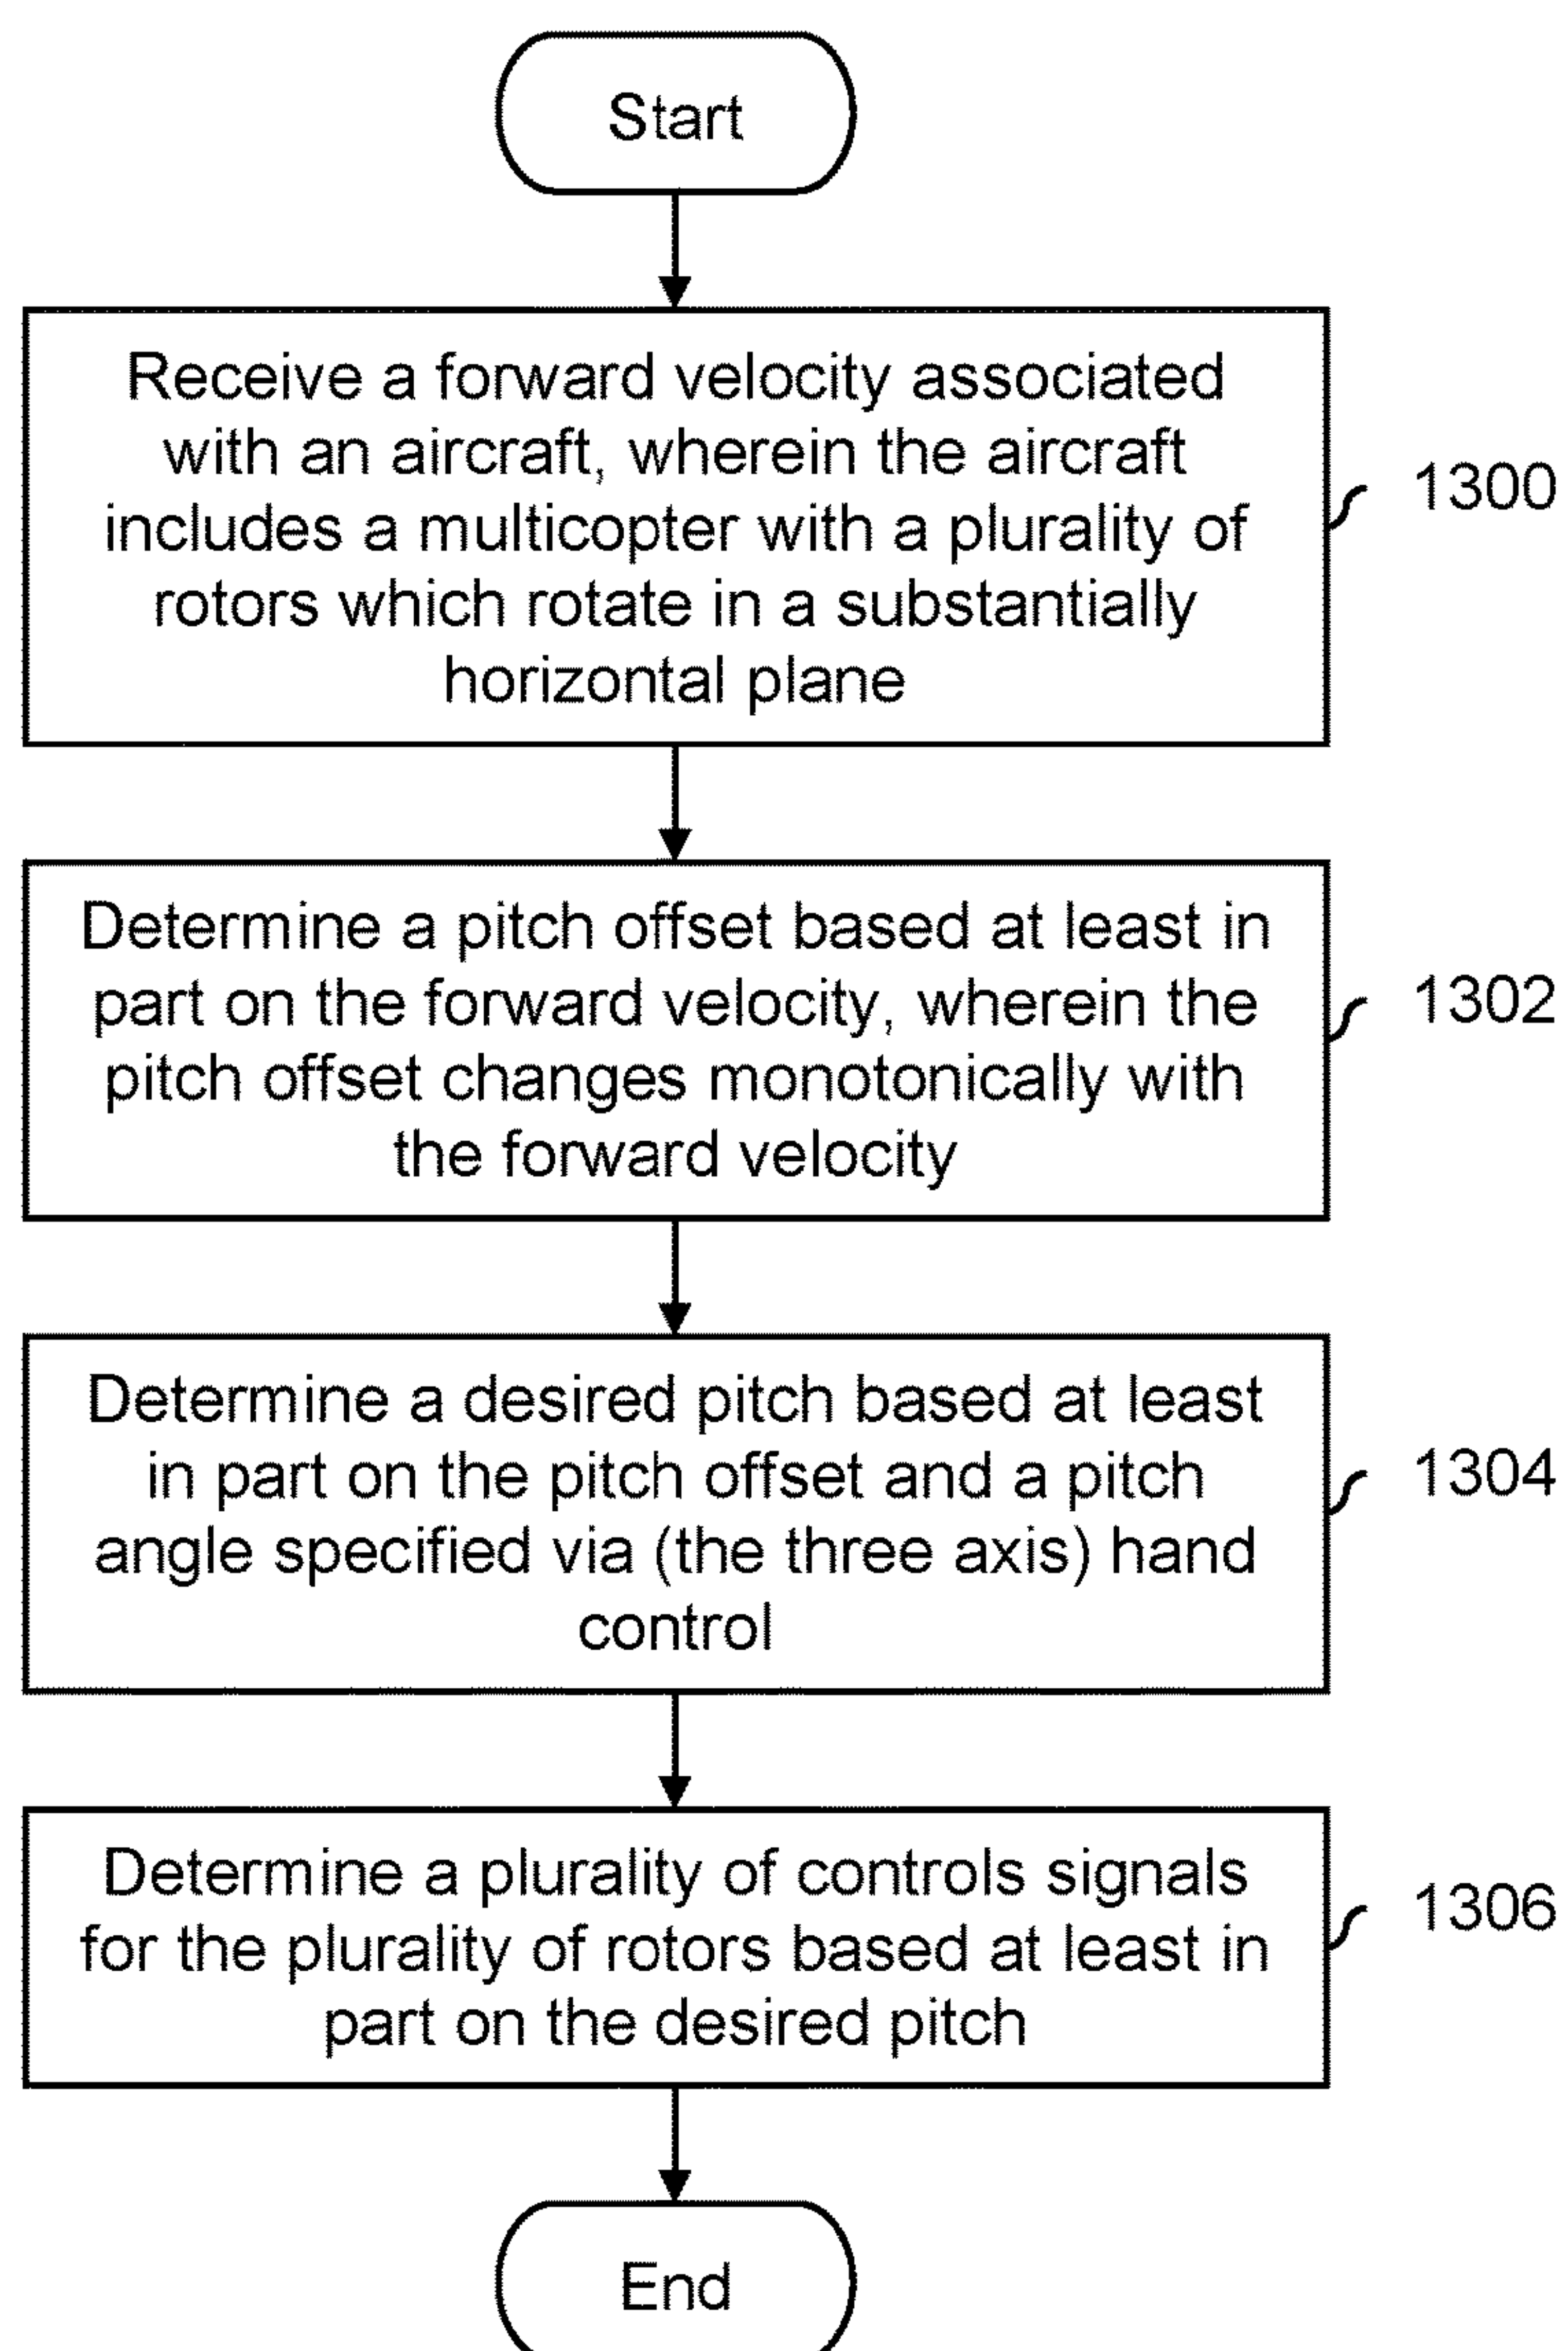 Start
Receive a forward velocity associated
with an aircraft, wherein the aircraft
includes a multicopter with a plurality of
rotors which rotate in a substantially
horizontal plane
1300
Determine a pitch offset based at least in
part on the forward velocity, wherein the
pitch offset changes monotonically with
the forward velocity
1302
Determine a desired pitch based at least
in part on the pitch offset and a pitch
angle specified via (the three axis) hand
control
1304
Determine a plurality of controls signals
for the plurality of rotors based at least in
part on the desired pitch
1306
End